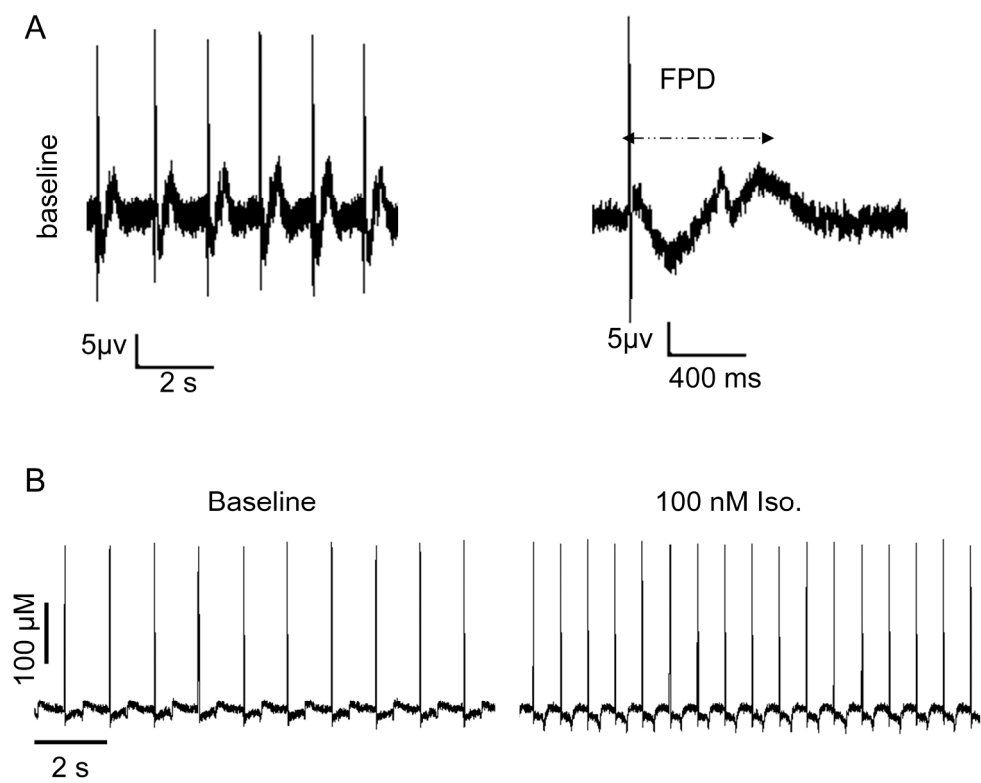 A
baseline
5μv
2 s
FPD
5μv
400 ms
B
Baseline
100 nM Iso.
100 μM
2 s